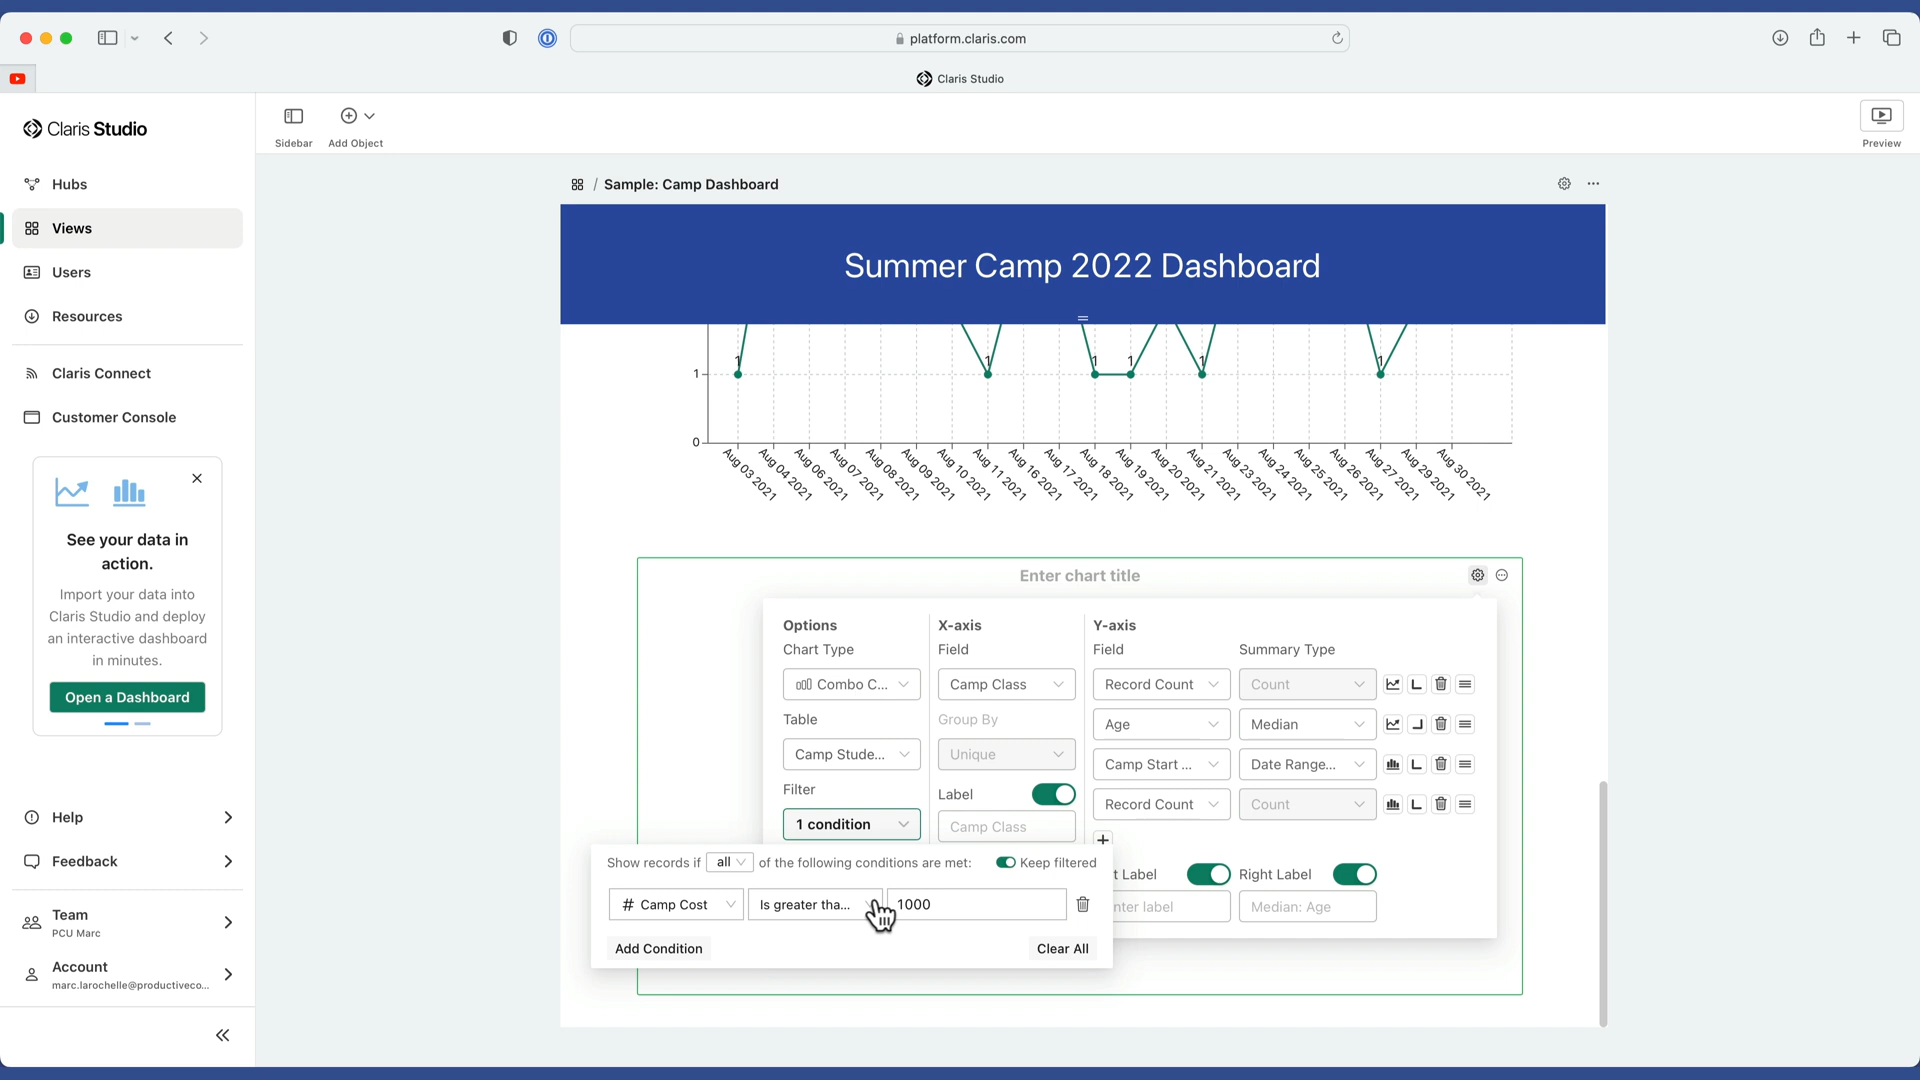 platform.claris.com
Claris Studio
Claris Studio
Sidebar
Add Object
Preview
Hubs
Views
Users
Resources
Claris Connect
Customer Console
See your data in
action.
Import your data into
Claris Studio and deploy
an interactive dashboard
in minutes.
Open a Dashboard
Help
Feedback
Team
PCU Marc
Account
marc.larochelle@productiveco...
/ Sample: Camp Dashboard
Summer Camp 2022 Dashboard
1 1 1 1 1 1
1
0
Aug 03 2021
Aug 04 2021
Aug 06 2021
Aug 07 2021
Aug 08 2021
Aug 09 2021
Aug 10 2021
Aug 11 2021
Aug 16 2021
Aug 17 2021
Aug 18 2021
Aug 19 2021
Aug 20 2021
Aug 21 2021
Aug 23 2021
Aug 24 2021
Aug 25 2021
Aug 26 2021
Aug 27 2021
Aug 29 2021
Aug 30 2021
Enter chart title
Options
Chart Type
Combo C...
Table
Camp Stude...
Filter
1 condition
X-axis
Field
Camp Class
Group By
Unique
Label
Camp Class
Y-axis
Field Summary Type
Record Count Count
Age Median
Camp Start ... Date Range...
Record Count Count
t Label Right Label
nter label Median: Age
Show records if all of the following conditions are met: Keep filtered
# Camp Cost Is greater tha... 1000
Add Condition Clear All